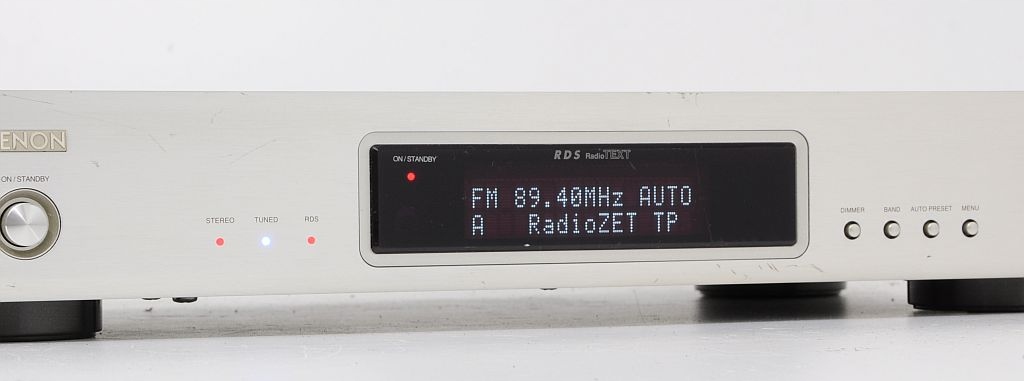 ENON
ON / STANDBY
STEREO TUNED RDS
ON / STANDBY
RDS RadioTEXT
FM 89.40MHz AUTO
A RadioZET TP
DIMMER BAND AUTO PRESET MENU